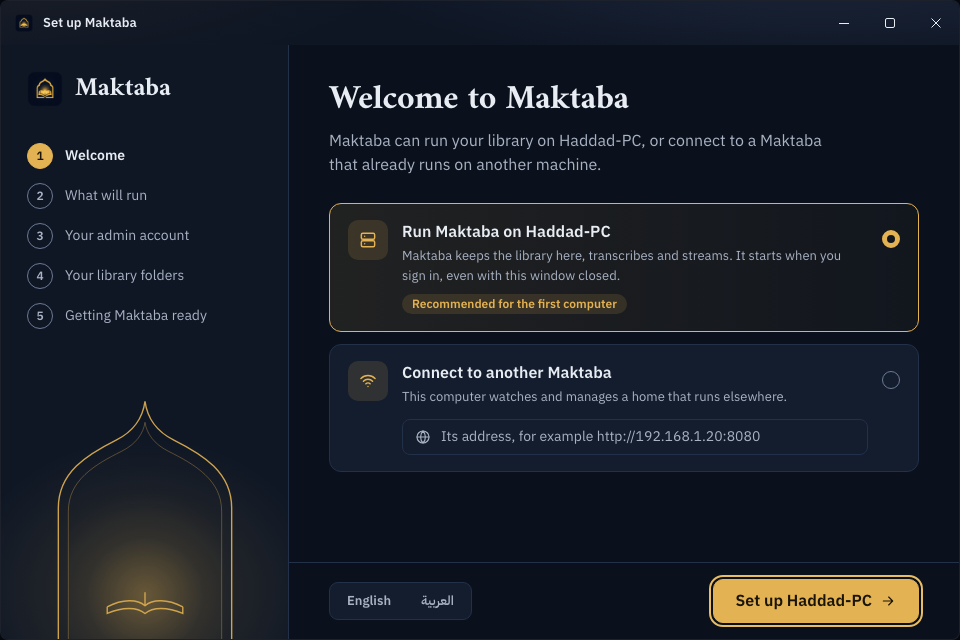 Set up Maktaba
Maktaba
1 Welcome
2 What will run
3 Your admin account
4 Your library folders
5 Getting Maktaba ready
Welcome to Maktaba
Maktaba can run your library on Haddad-PC, or connect to a Maktaba
that already runs on another machine.
Run Maktaba on Haddad-PC
Maktaba keeps the library here, transcribes and streams. It starts when you
sign in, even with this window closed.
Recommended for the first computer
Connect to another Maktaba
This computer watches and manages a home that runs elsewhere.
Its address, for example http://192.168.1.20:8080
English العربية
Set up Haddad-PC →